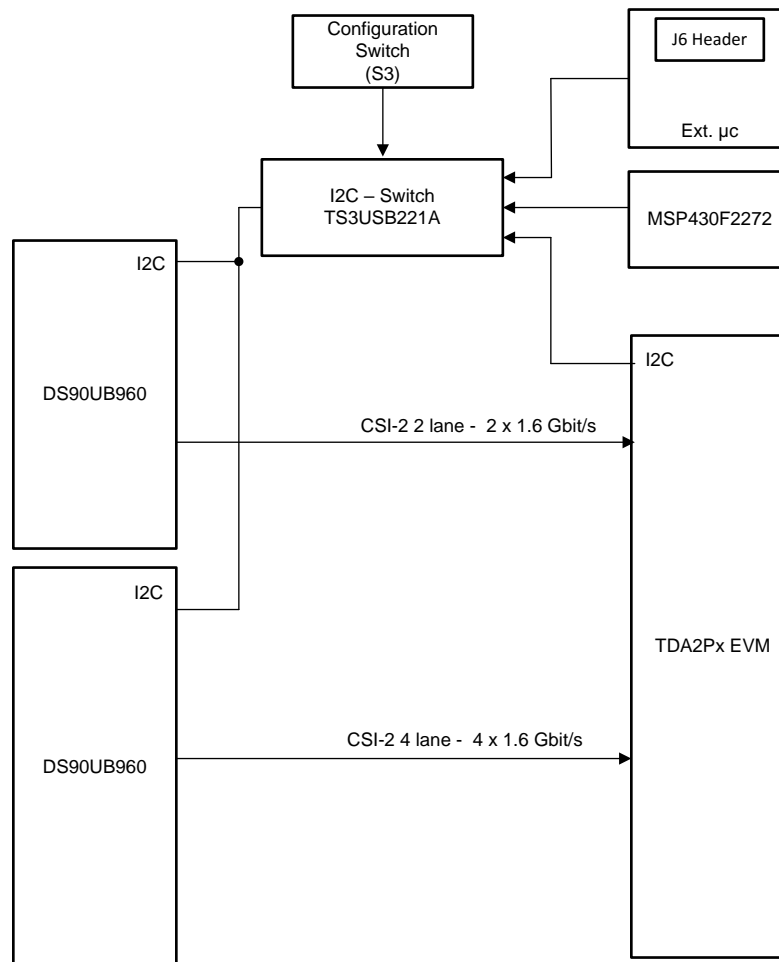 Configuration
Switch
(S3)
J6 Header
Ext. µc
I2C – Switch
TS3USB221A
MSP430F2272
I2C
DS90UB960
I2C
CSI-2 2 lane - 2 x 1.6 Gbit/s
I2C
TDA2Px EVM
CSI-2 4 lane - 4 x 1.6 Gbit/s
DS90UB960